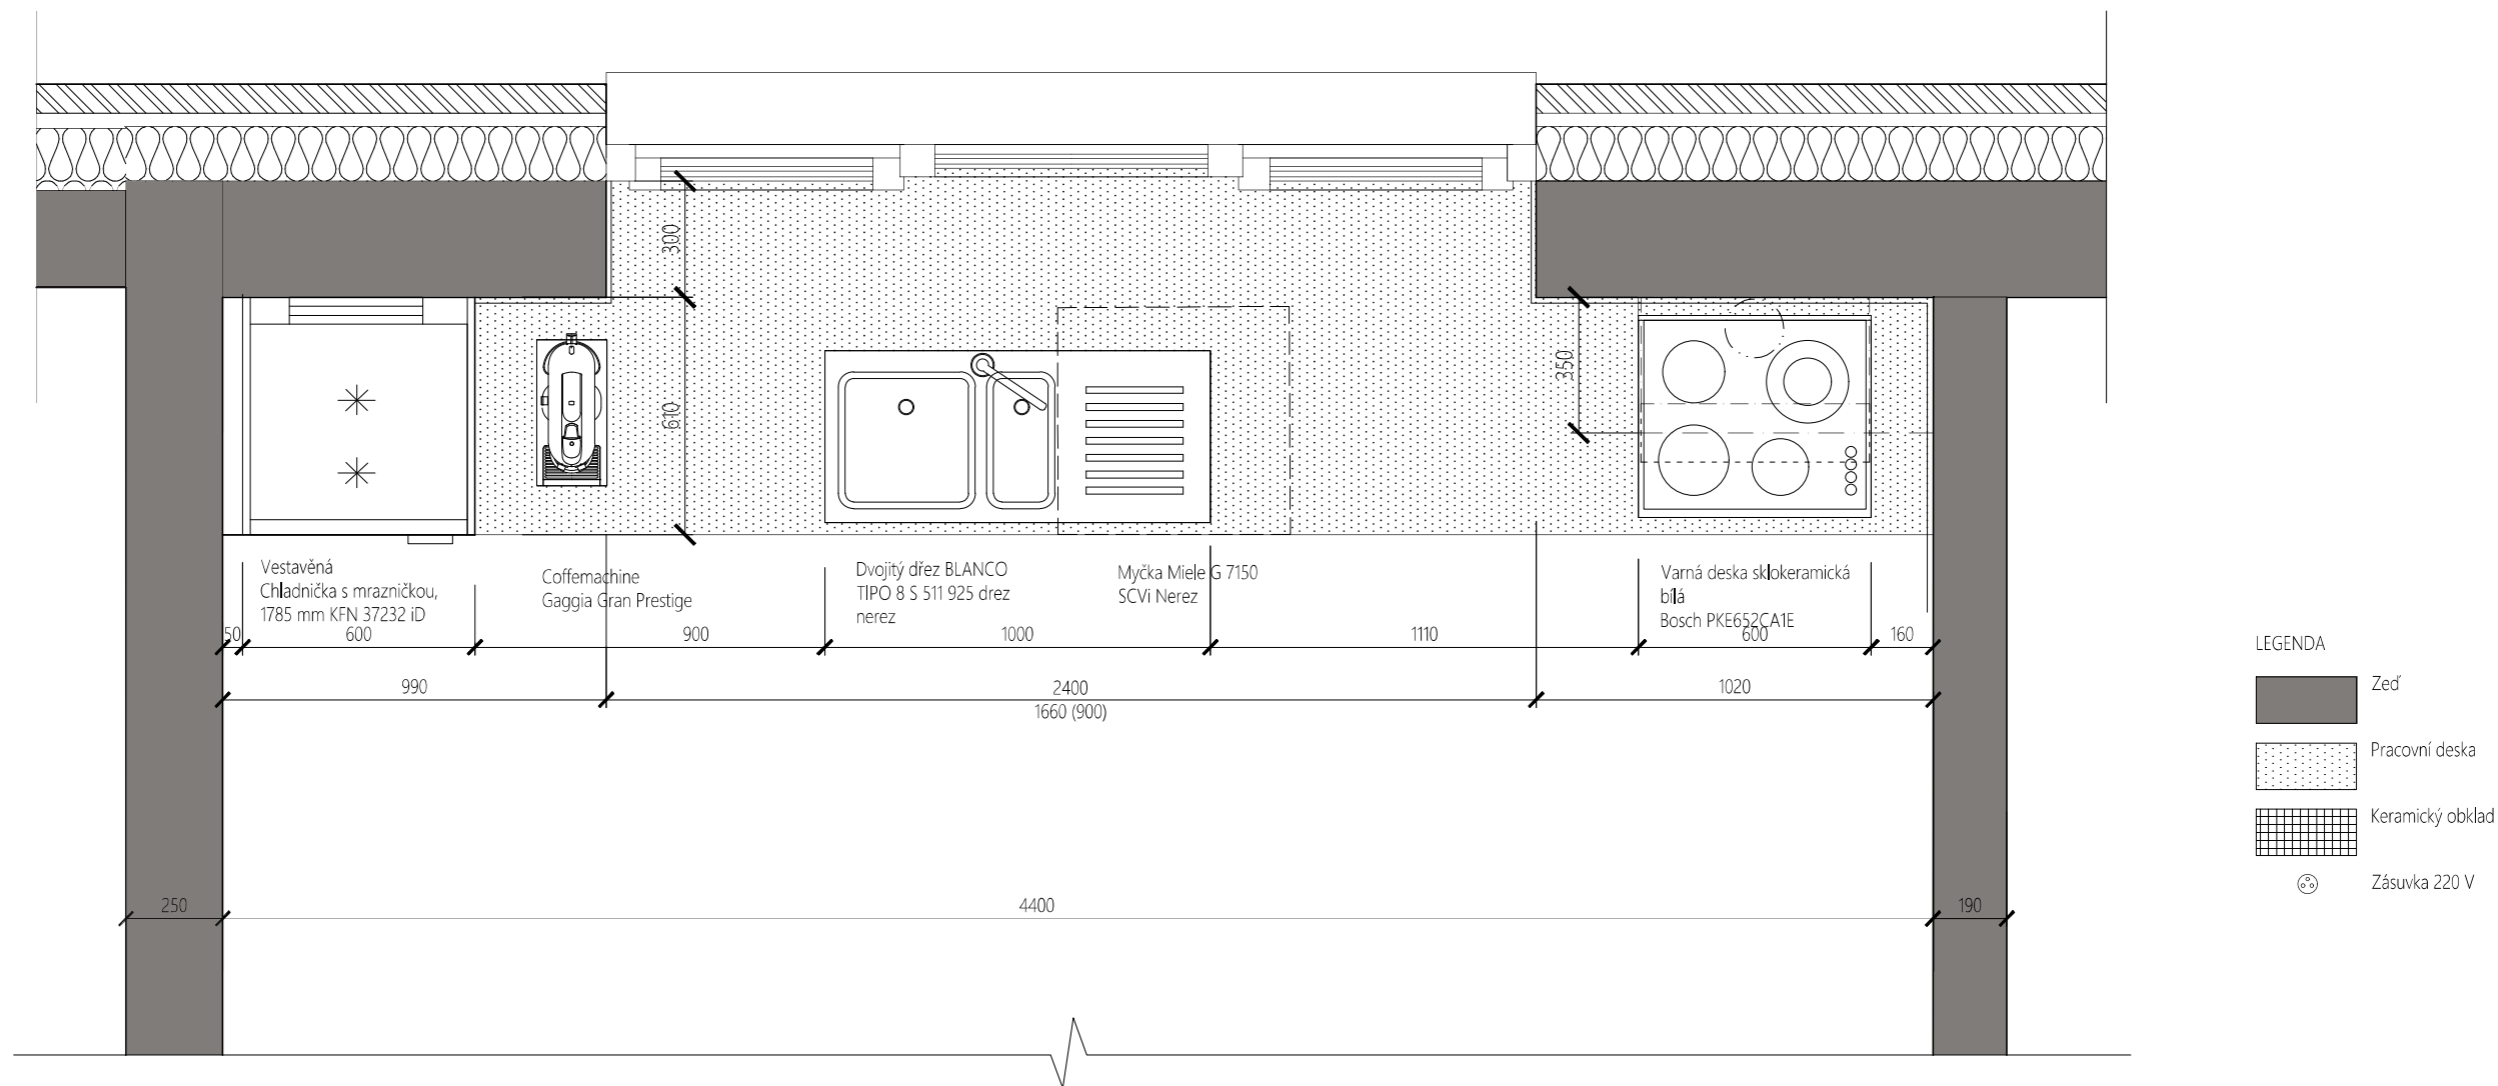 300
610
350
Vestavěná
Chladnička s mrazničkou,
1785 mm KFN 37232 iD
Coffemachine
Gaggia Gran Prestige
Dvojitý dřez BLANCO
TIPO 8 S 511 925 drez
nerez
Myčka Miele G 7150
SCVi Nerez
Varná deska sklokeramická
bílá
Bosch PKE652CA1E
50
600
900
1000
1110
600
160
990
2400
1660 (900)
1020
250
4400
190
LEGENDA
Zeď
Pracovní deska
Keramický obklad
Zásuvka 220 V